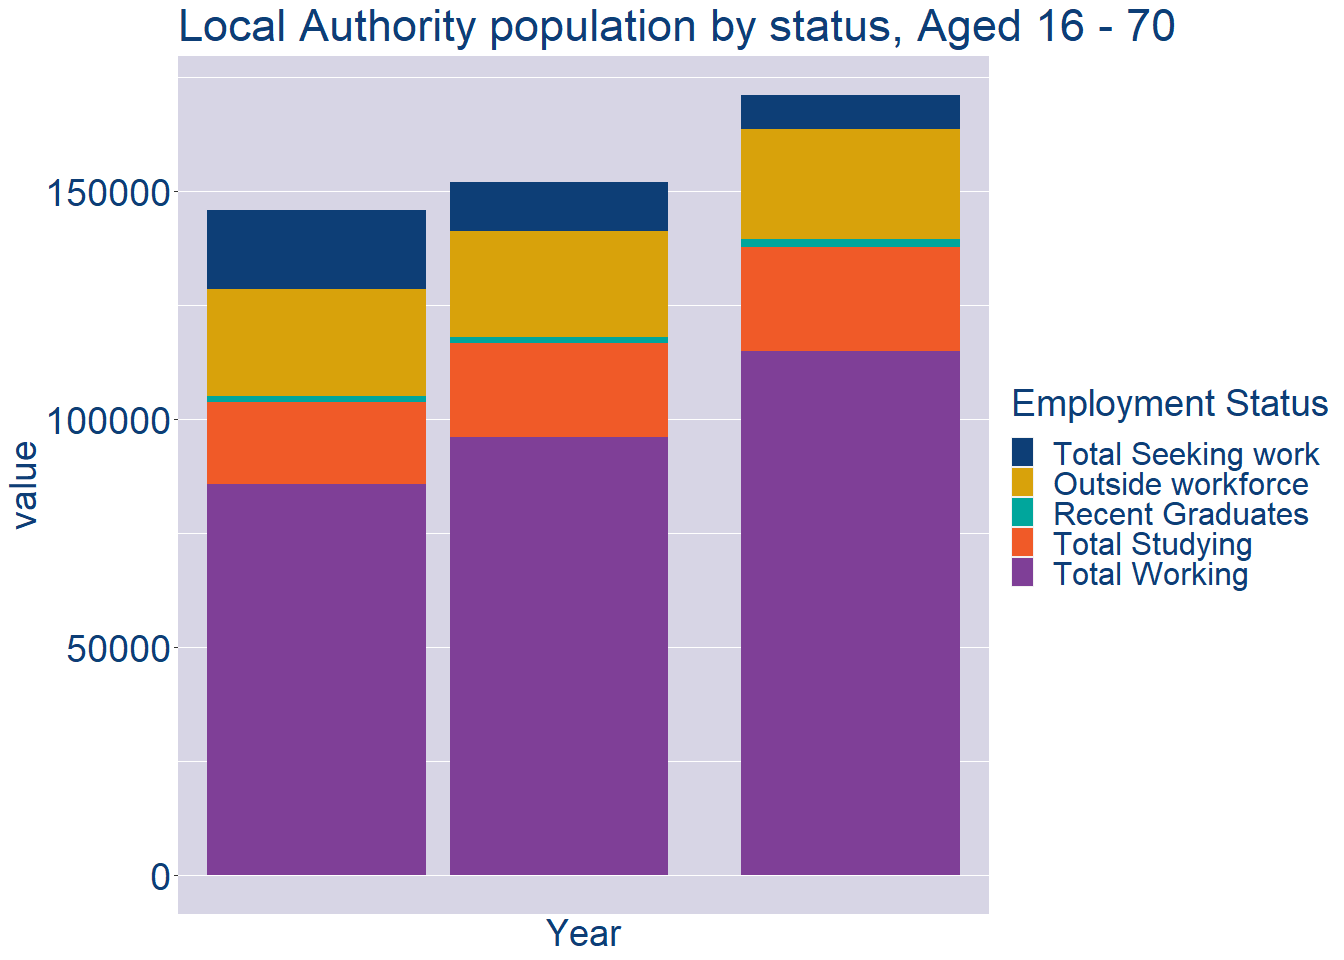 Local Authority population by status, Aged 16 - 70
150000
100000
50000
0
value
Year
Employment Status
Total Seeking work
Outside workforce
Recent Graduates
Total Studying
Total Working